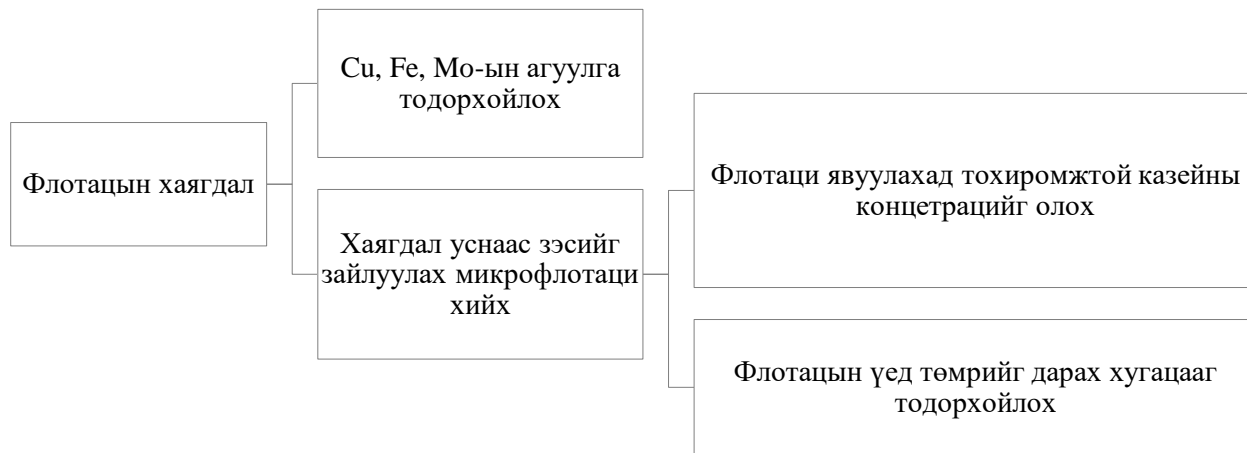 Флотацын хаягдал
Cu, Fe, Mo-ын агуулга
тодорхойлох
Хаягдал уснаас зэсийг
зайлуулах микрофлотаци
хийх
Флотаци явуулахад тохиромжтой казейны
концетрацийг олох
Флотацын үед төмрийг дарах хугацааг
тодорхойлох